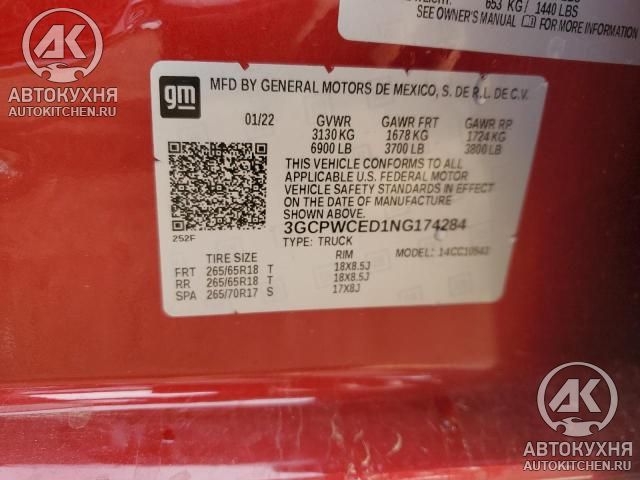 653 KG / 1440 LBS
SEE OWNER'S MANUAL FOR MORE INFORMATION
AK
АВТОКУХНЯ
AUTOKITCHEN.RU
gm
MFD BY GENERAL MOTORS DE MEXICO, S. DE R.L. DE C.V.
01/22 GVWR GAWR FRT GAWR RR
3130 KG 1678 KG 1724 KG
6900 LB 3700 LB 3800 LB
THIS VEHICLE CONFORMS TO ALL
APPLICABLE U.S. FEDERAL MOTOR
VEHICLE SAFETY STANDARDS IN EFFECT
ON THE DATE OF MANUFACTURE
SHOWN ABOVE.
252F
3GCPWCED1NG174284
TYPE: TRUCK MODEL: 14CC10543
TIRE SIZE RIM
FRT 265/65R18 T 18X8.5J
RR 265/65R18 T 18X8.5J
SPA 265/70R17 S 17X8J
AK
АВТОКУХНЯ
AUTOKITCHEN.RU